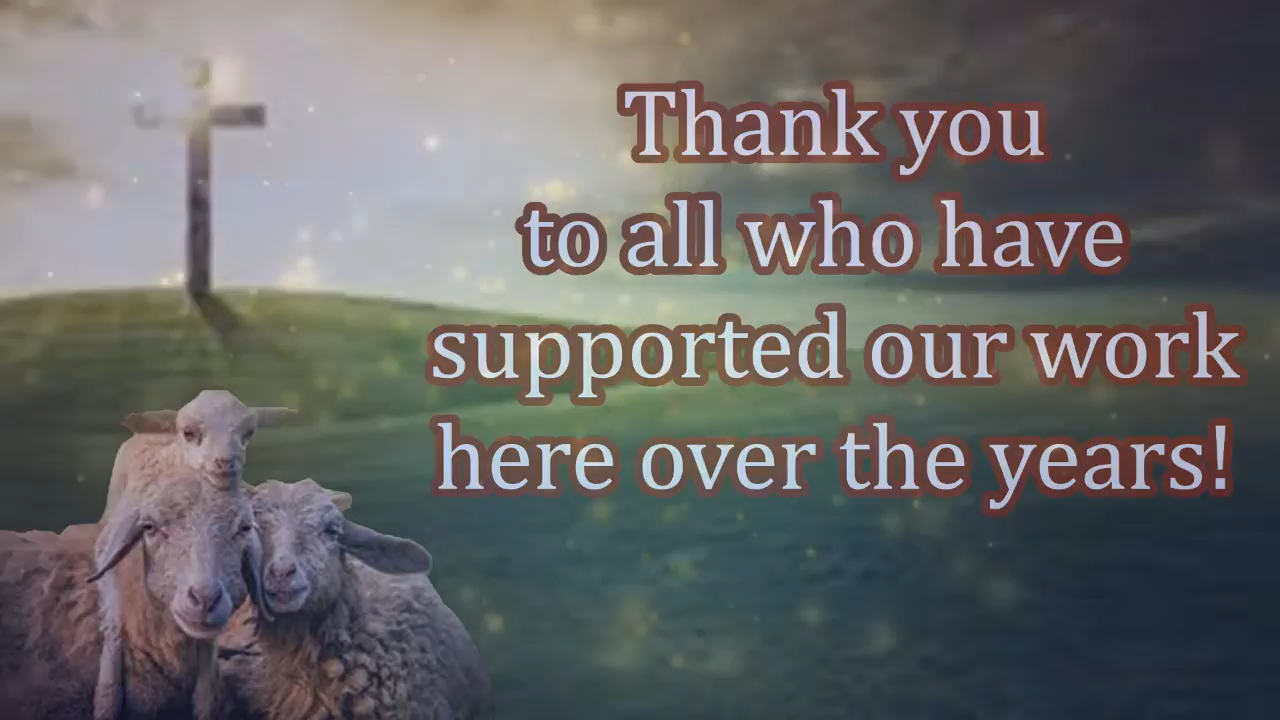 Thank you
to all who have
supported our work
here over the years!